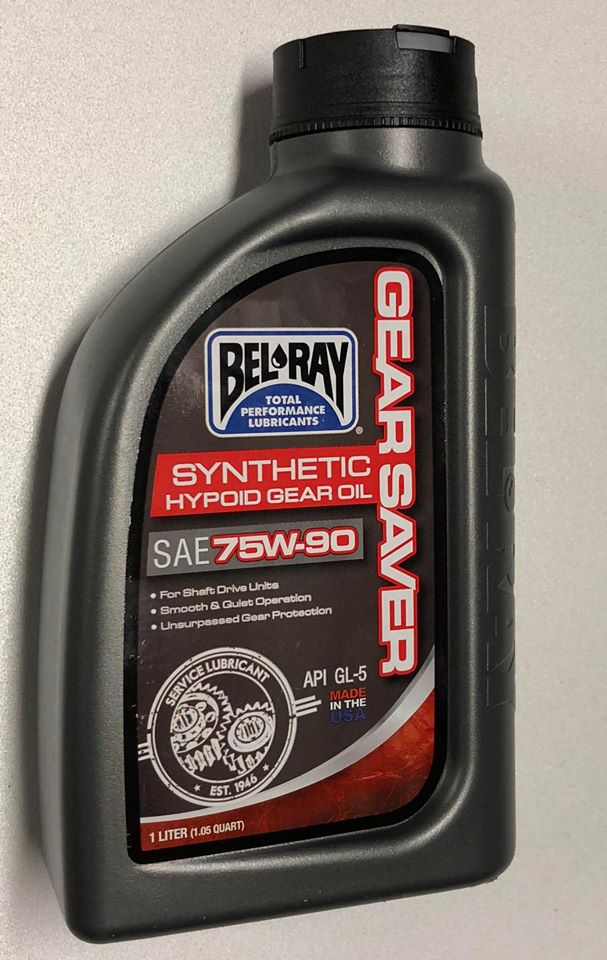 BEL-RAY
TOTAL
PERFORMANCE
LUBRICANTS
®
GEAR SAVER
SYNTHETIC
HYPOID GEAR OIL
SAE 75W-90
• For Shaft Drive Units
• Smooth & Quiet Operation
• Unsurpassed Gear Protection
SERVICE LUBRICANT
EST. 1946
API GL-5
MADE
IN THE
USA
1 LITER (1.05 QUART)
BEL-RAY